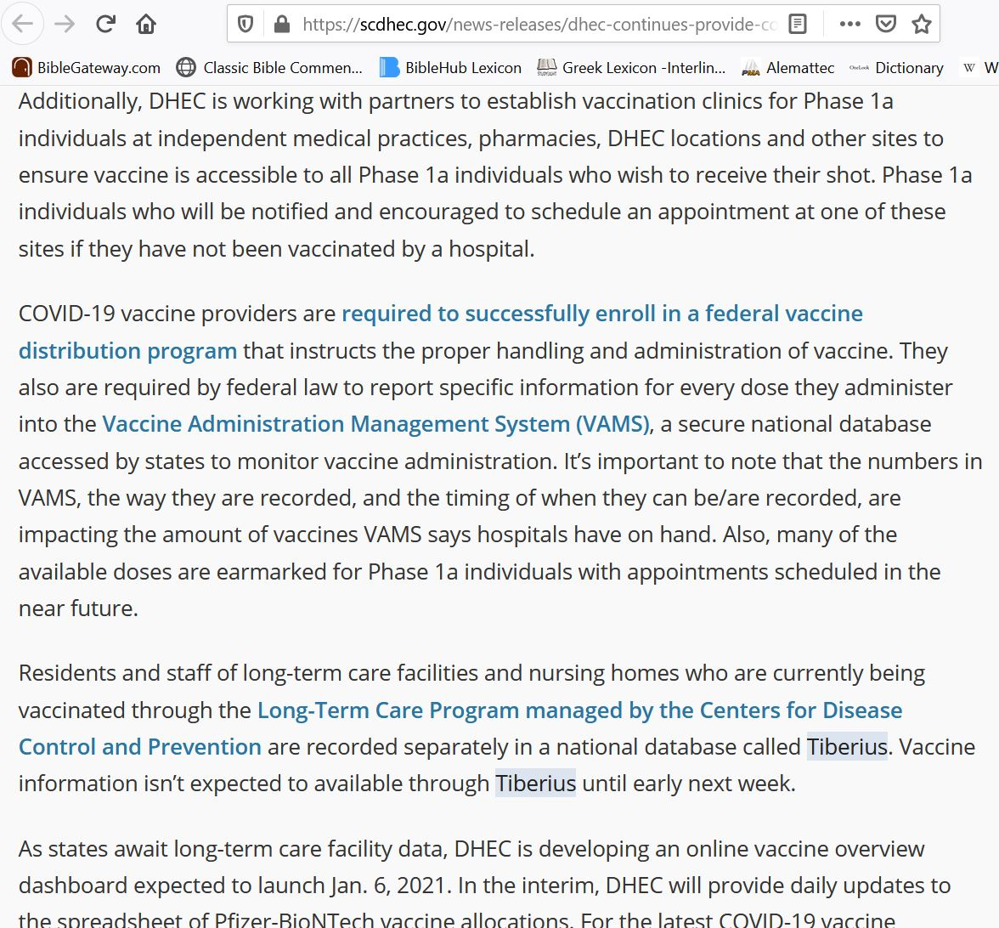 https://scdhec.gov/news-releases/dhec-continues-provide-co
BibleGateway.com Classic Bible Commen... BibleHub Lexicon Greek Lexicon -Interlin... Alemattec OneLook Dictionary W W
Additionally, DHEC is working with partners to establish vaccination clinics for Phase 1a
individuals at independent medical practices, pharmacies, DHEC locations and other sites to
ensure vaccine is accessible to all Phase 1a individuals who wish to receive their shot. Phase 1a
individuals who will be notified and encouraged to schedule an appointment at one of these
sites if they have not been vaccinated by a hospital.
COVID-19 vaccine providers are required to successfully enroll in a federal vaccine
distribution program that instructs the proper handling and administration of vaccine. They
also are required by federal law to report specific information for every dose they administer
into the Vaccine Administration Management System (VAMS), a secure national database
accessed by states to monitor vaccine administration. It’s important to note that the numbers in
VAMS, the way they are recorded, and the timing of when they can be/are recorded, are
impacting the amount of vaccines VAMS says hospitals have on hand. Also, many of the
available doses are earmarked for Phase 1a individuals with appointments scheduled in the
near future.
Residents and staff of long-term care facilities and nursing homes who are currently being
vaccinated through the Long-Term Care Program managed by the Centers for Disease
Control and Prevention are recorded separately in a national database called Tiberius. Vaccine
information isn’t expected to available through Tiberius until early next week.
As states await long-term care facility data, DHEC is developing an online vaccine overview
dashboard expected to launch Jan. 6, 2021. In the interim, DHEC will provide daily updates to
the spreadsheet of Pfizer-BioNTech vaccine allocations. For the latest COVID-19 vaccine